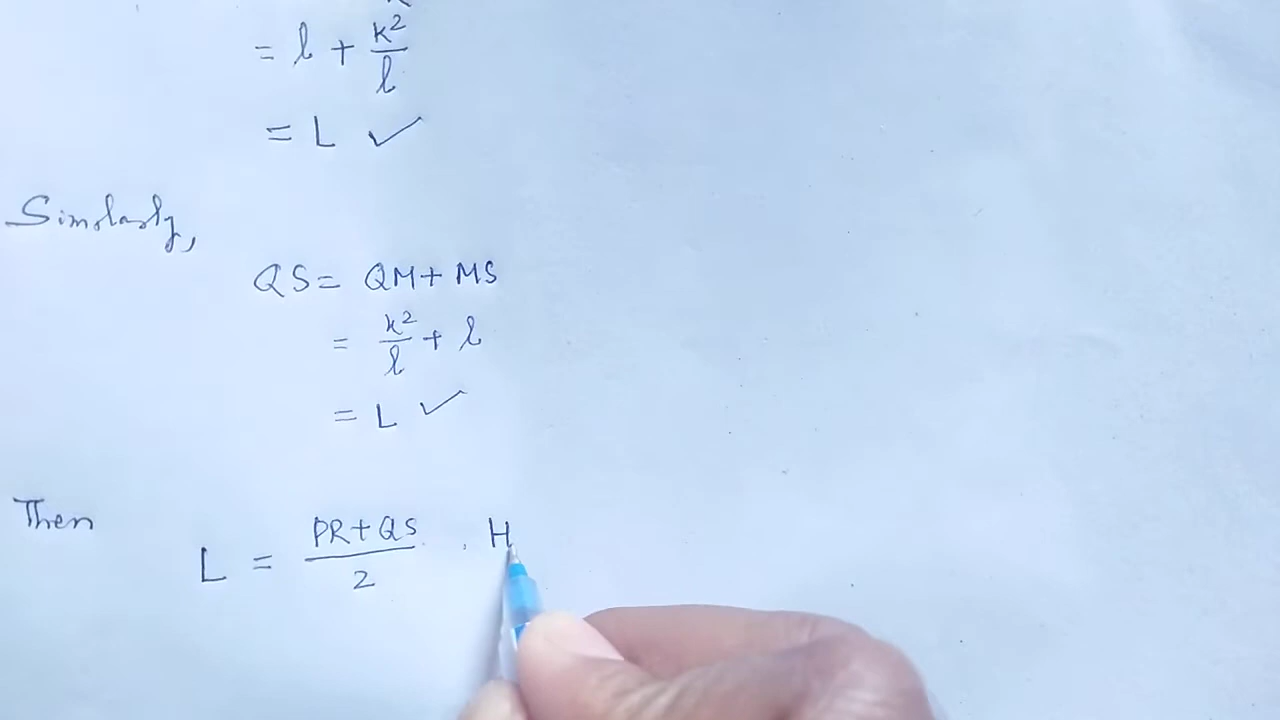 = l + k²/l
= L ✓
Similarly,
QS = QM + MS
= k²/l + l
= L ✓
Then
L = (PR + QS)/2 . H